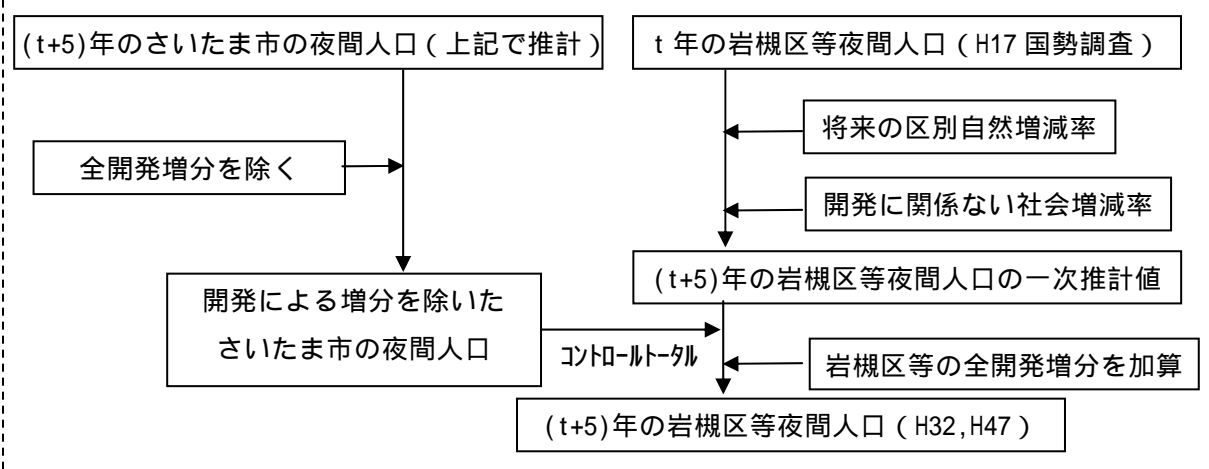 (t+5)年のさいたま市の夜間人口（上記で推計）
t 年の岩槻区等夜間人口（H17 国勢調査）
将来の区別自然増減率
全開発増分を除く
開発に関係ない社会増減率
(t+5)年の岩槻区等夜間人口の一次推計値
開発による増分を除いた
さいたま市の夜間人口
コントロールトータル
岩槻区等の全開発増分を加算
(t+5)年の岩槻区等夜間人口（H32,H47）